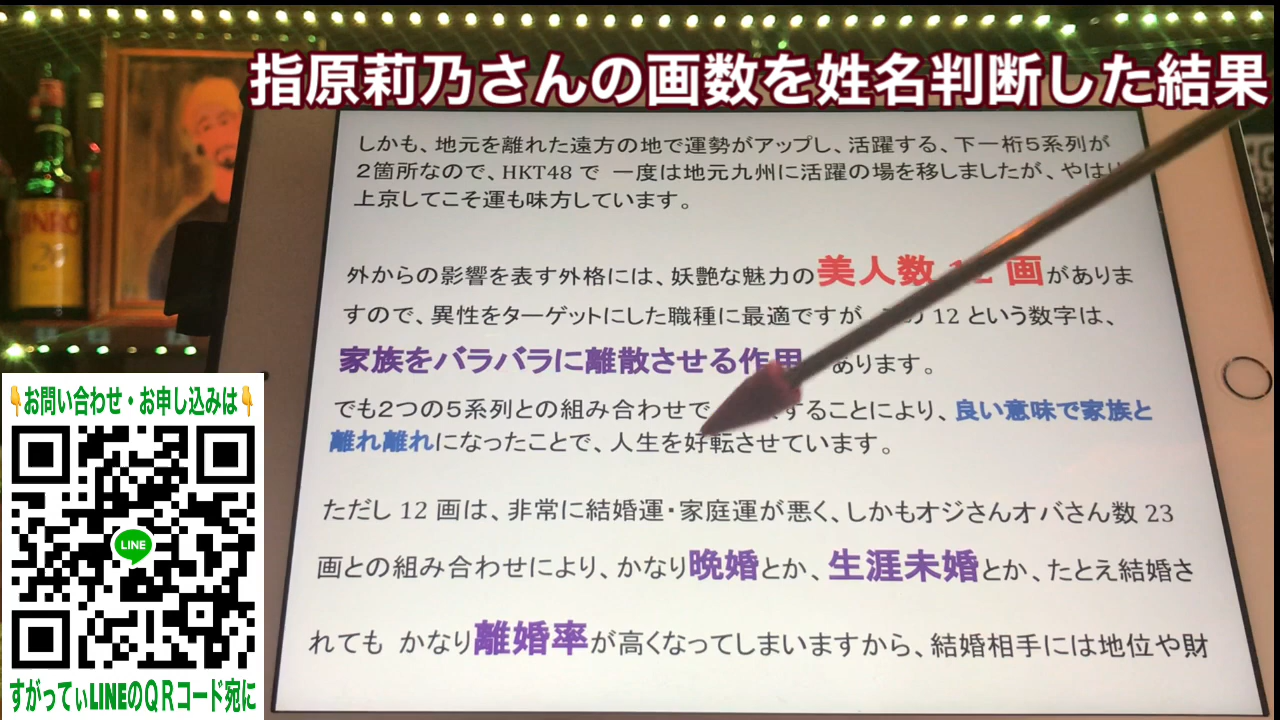 指原莉乃さんの画数を姓名判断した結果
しかも、地元を離れた遠方の地で運勢がアップし、活躍する、下一桁5系列が
2箇所なので、HKT48で 一度は地元九州に活躍の場を移しましたが、やは
上京してこそ運も味方しています。
外からの影響を表す外格には、妖艶な魅力の美人数12画がありま
すので、異性をターゲットにした職種に最適ですが 12という数字は、
家族をバラバラに離散させる作用 あります。
でも2つの5系列との組み合わせで することにより、良い意味で家族と
離れ離れになったことで、人生を好転させています。
ただし12画は、非常に結婚運・家庭運が悪く、しかもオジさんオバさん数23
画との組み合わせにより、かなり晩婚とか、生涯未婚とか、たとえ結婚さ
れても かなり離婚率が高くなってしまいますから、結婚相手には地位や財
👇お問い合わせ・お申し込みは👇
LINE
すがってぃLINEのQRコード宛に
JINRO